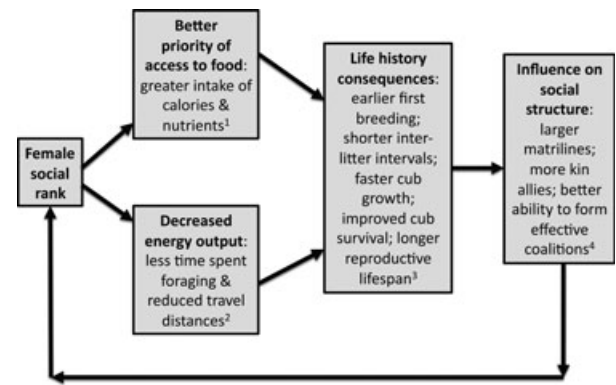 Better
priority of
access to food:
greater intake of
calories &
nutrients¹
Female
social
rank
Decreased
energy output:
less time spent
foraging &
reduced travel
distances²
Life history
consequences:
earlier first
breeding;
shorter inter-
litter intervals;
faster cub
growth;
improved cub
survival; longer
reproductive
lifespan³
Influence on
social
structure:
larger
matrilines;
more kin
allies; better
ability to form
effective
coalitions⁴